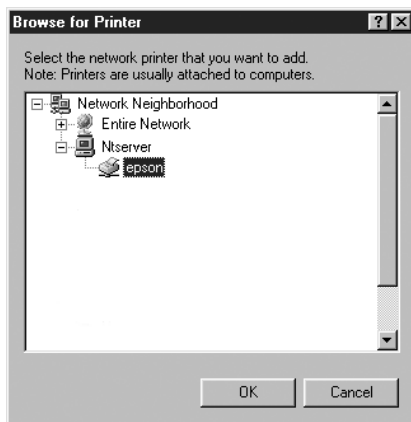 Browse for Printer
Select the network printer that you want to add.
Note: Printers are usually attached to computers.
Network Neighborhood
Entire Network
Ntserver
epson
OK Cancel